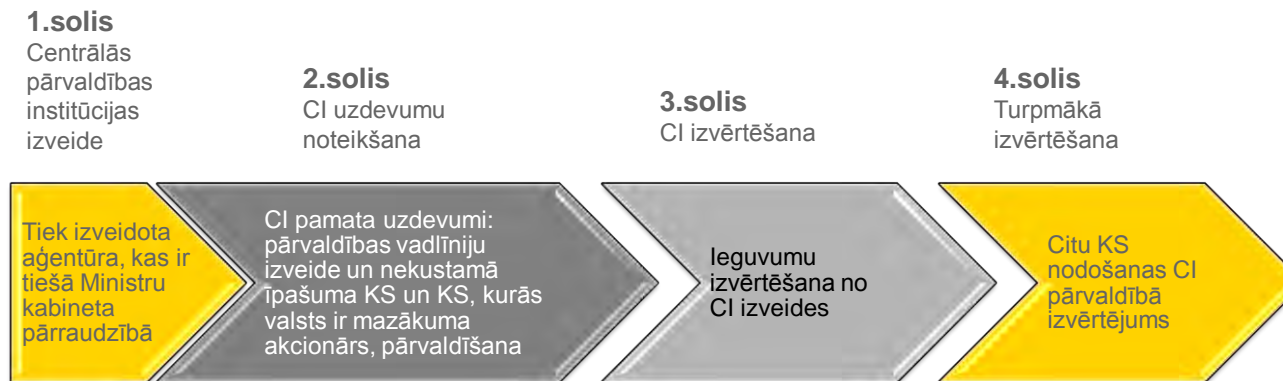 1.solis
Centrālās
pārvaldības
institūcijas
izveide
2.solis
CI uzdevumu
noteikšana
3.solis
CI izvērtēšana
4.solis
Turpmākā
izvērtēšana
Tiek izveidota
aģentūra, kas ir
tiešā Ministru
kabineta
pārraudzībā
CI pamata uzdevumi:
pārvaldības vadlīniju
izveide un nekustamā
īpašuma KS un KS, kurās
valsts ir mazākuma
akcionārs, pārvaldīšana
Ieguvumu
izvērtēšana no
CI izveides
Citu KS
nodošanas CI
pārvaldībā
izvērtējums